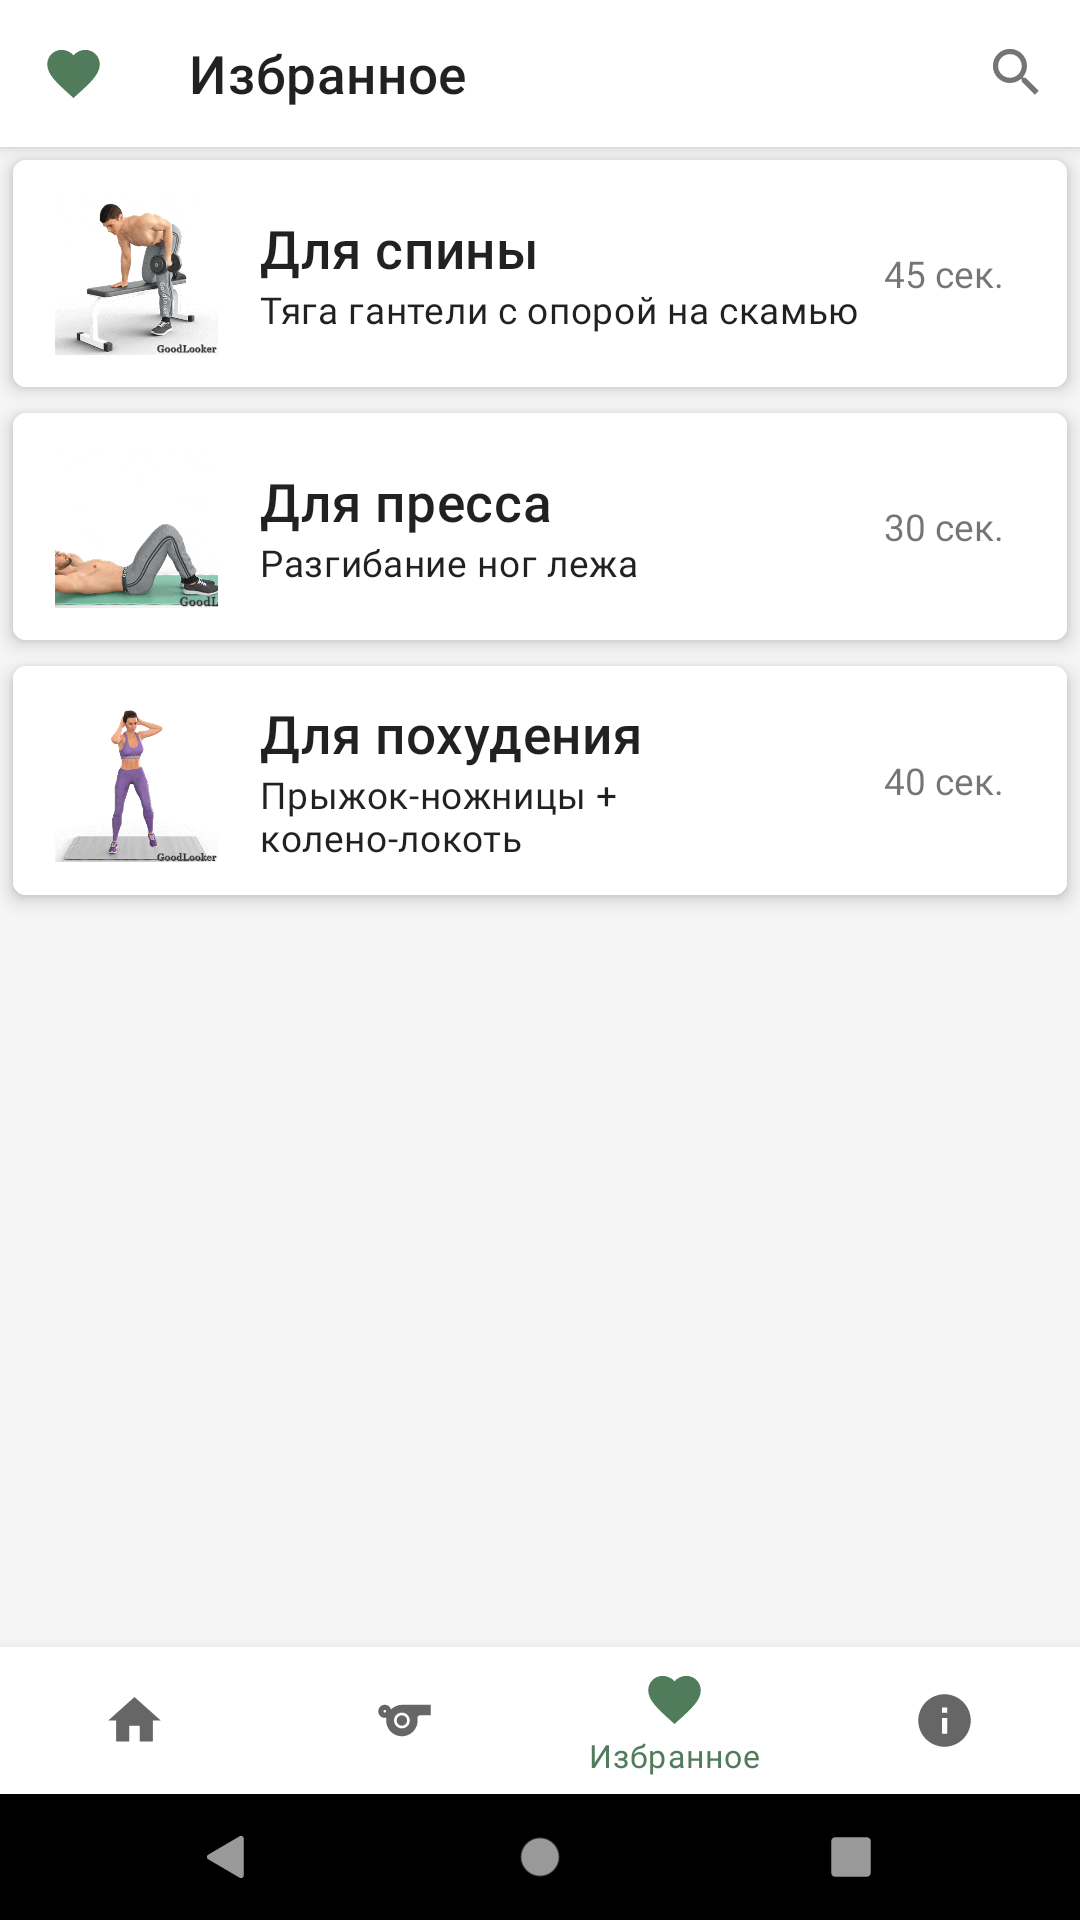 Избранное
Для спины
45 сек.
Тяга гантели с опорой на скамью
GoodLooker
Для пресса
30 сек.
Разгибание ног лежа
GoodL
Для похудения
40 сек.
Прыжок-ножницы +
колено-локоть
GoodLooker
Избранное